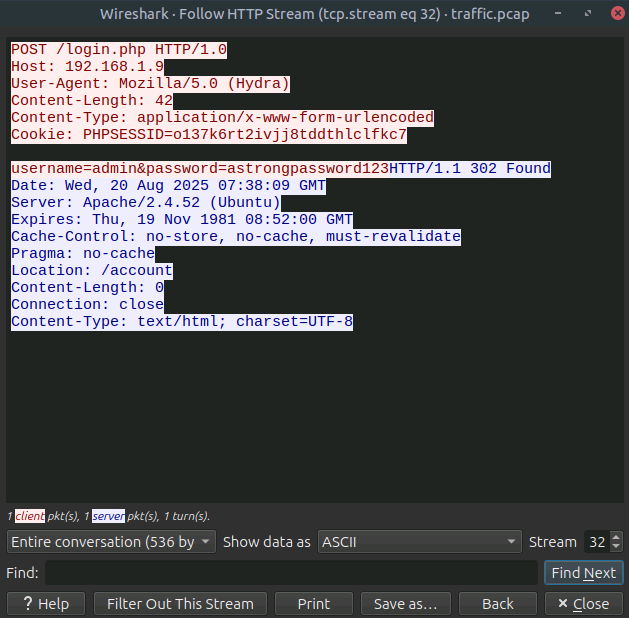 Wireshark · Follow HTTP Stream (tcp.stream eq 32) · traffic.pcap
POST /login.php HTTP/1.0
Host: 192.168.1.9
User-Agent: Mozilla/5.0 (Hydra)
Content-Length: 42
Content-Type: application/x-www-form-urlencoded
Cookie: PHPSESSID=o137k6rt2ivjj8tddthlclfkc7
username=admin&password=astrongpassword123HTTP/1.1 302 Found
Date: Wed, 20 Aug 2025 07:38:09 GMT
Server: Apache/2.4.52 (Ubuntu)
Expires: Thu, 19 Nov 1981 08:52:00 GMT
Cache-Control: no-store, no-cache, must-revalidate
Pragma: no-cache
Location: /account
Content-Length: 0
Connection: close
Content-Type: text/html; charset=UTF-8
1 client pkt(s), 1 server pkt(s), 1 turn(s).
Entire conversation (536 by Show data as ASCII Stream 32
Find: Find Next
? Help Filter Out This Stream Print Save as… Back × Close